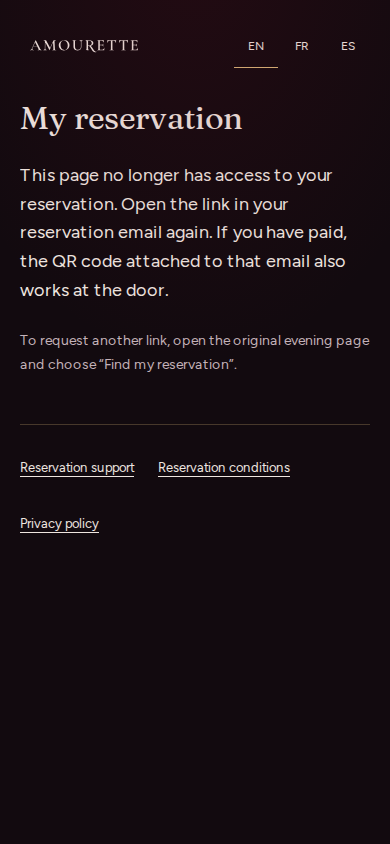 AMOURETTE
EN FR ES
My reservation
This page no longer has access to your
reservation. Open the link in your
reservation email again. If you have paid,
the QR code attached to that email also
works at the door.
To request another link, open the original evening page
and choose “Find my reservation”.
Reservation support Reservation conditions
Privacy policy